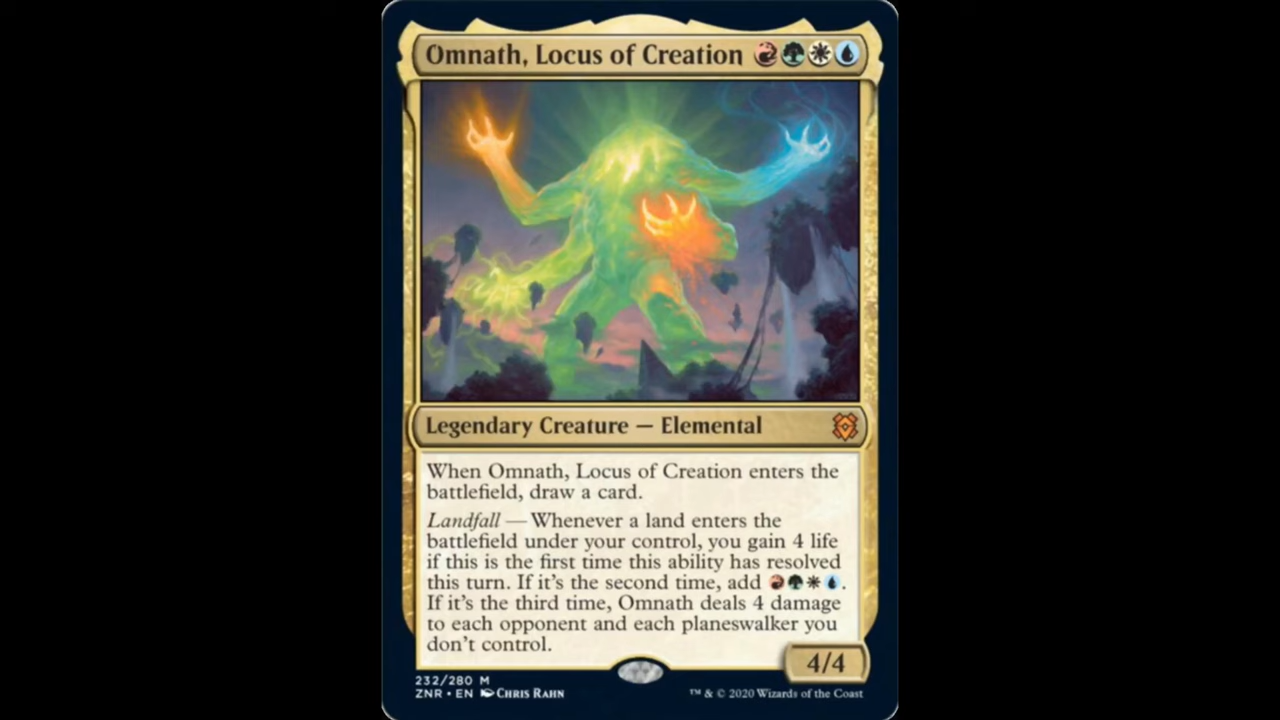 Omnath, Locus of Creation
Legendary Creature — Elemental
When Omnath, Locus of Creation enters the
battlefield, draw a card.
Landfall — Whenever a land enters the
battlefield under your control, you gain 4 life
if this is the first time this ability has resolved
this turn. If it's the second time, add .
If it's the third time, Omnath deals 4 damage
to each opponent and each planeswalker you
don't control.
4/4
232/280 M
ZNR • EN Chris Rahn
™ & © 2020 Wizards of the Coast